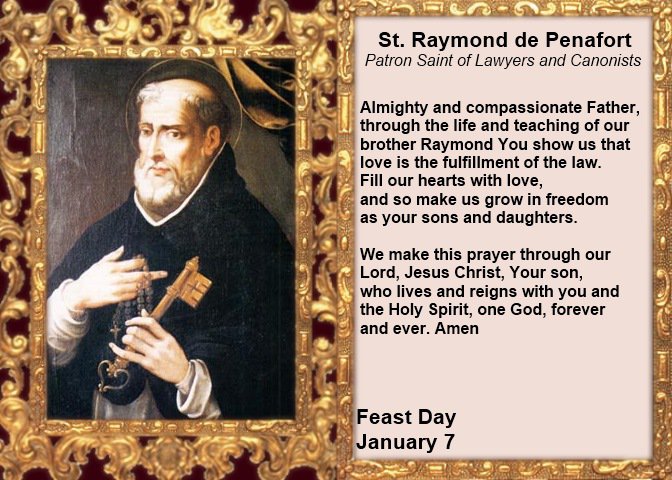 St. Raymond de Penafort
Patron Saint of Lawyers and Canonists
Almighty and compassionate Father,
through the life and teaching of our
brother Raymond You show us that
love is the fulfillment of the law.
Fill our hearts with love,
and so make us grow in freedom
as your sons and daughters.
We make this prayer through our
Lord, Jesus Christ, Your son,
who lives and reigns with you and
the Holy Spirit, one God, forever
and ever. Amen
Feast Day
January 7